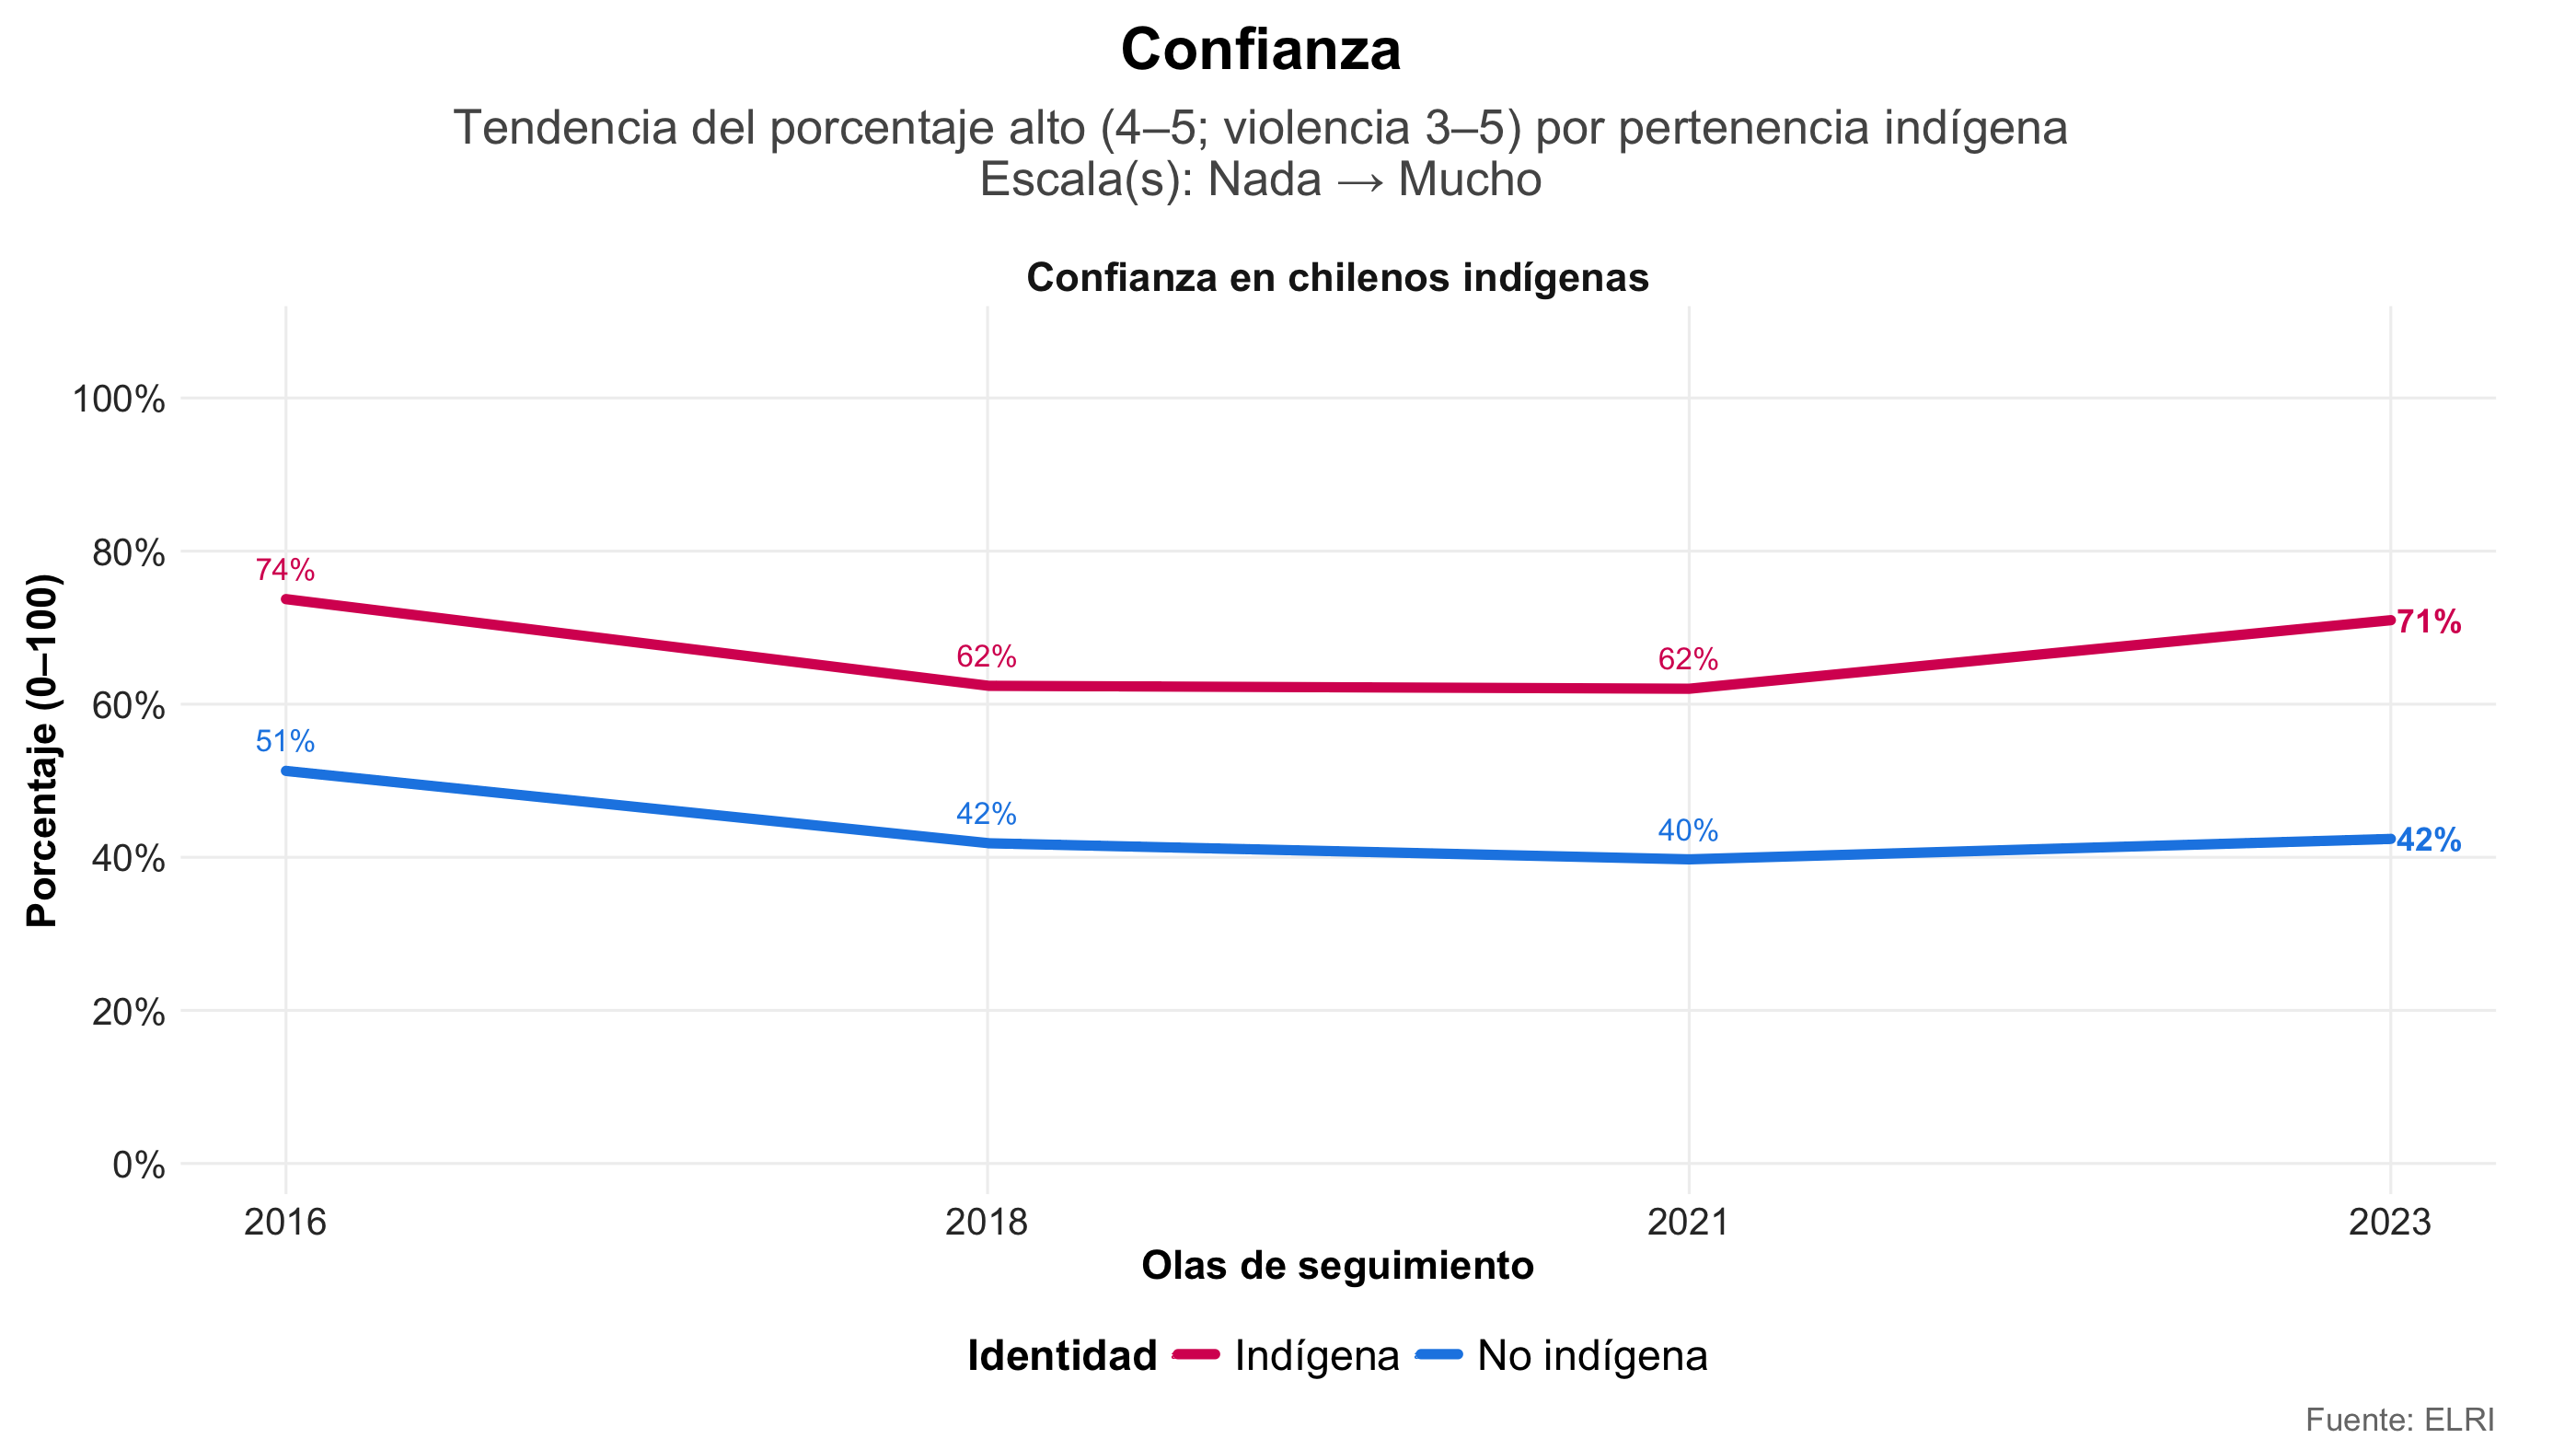 Confianza
Tendencia del porcentaje alto (4–5; violencia 3–5) por pertenencia indígena
Escala(s): Nada → Mucho
Confianza en chilenos indígenas
Porcentaje (0–100)
100%
80%
60%
40%
20%
0%
74%
62%
62%
71%
51%
42%
40%
42%
2016
2018
2021
2023
Olas de seguimiento
Identidad Indígena No indígena
Fuente: ELRI